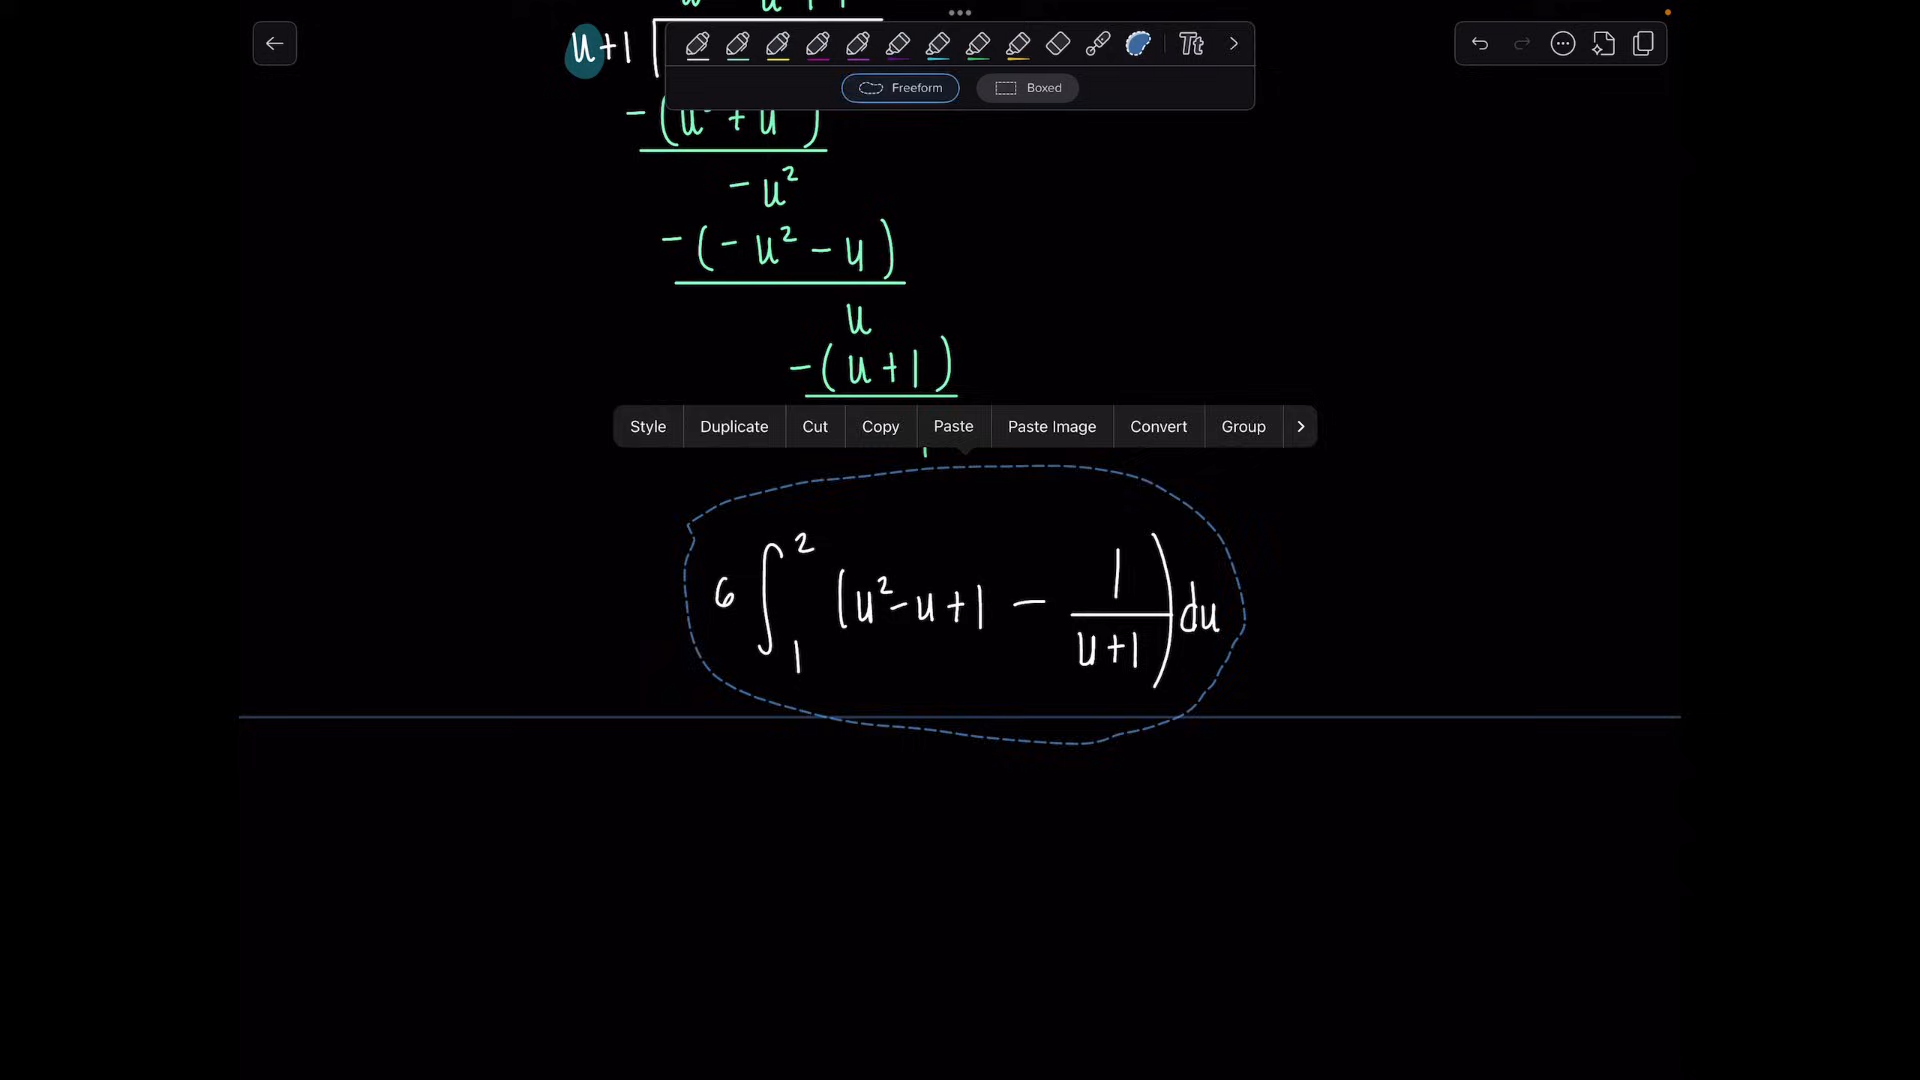 u+1
Tt
Freeform Boxed
-(u + u )
-u²
-(-u² - u)
u
-(u+1)
Style Duplicate Cut Copy Paste Paste Image Convert Group
6 ∫₁² (u²-u+1 - 1/(u+1)) du